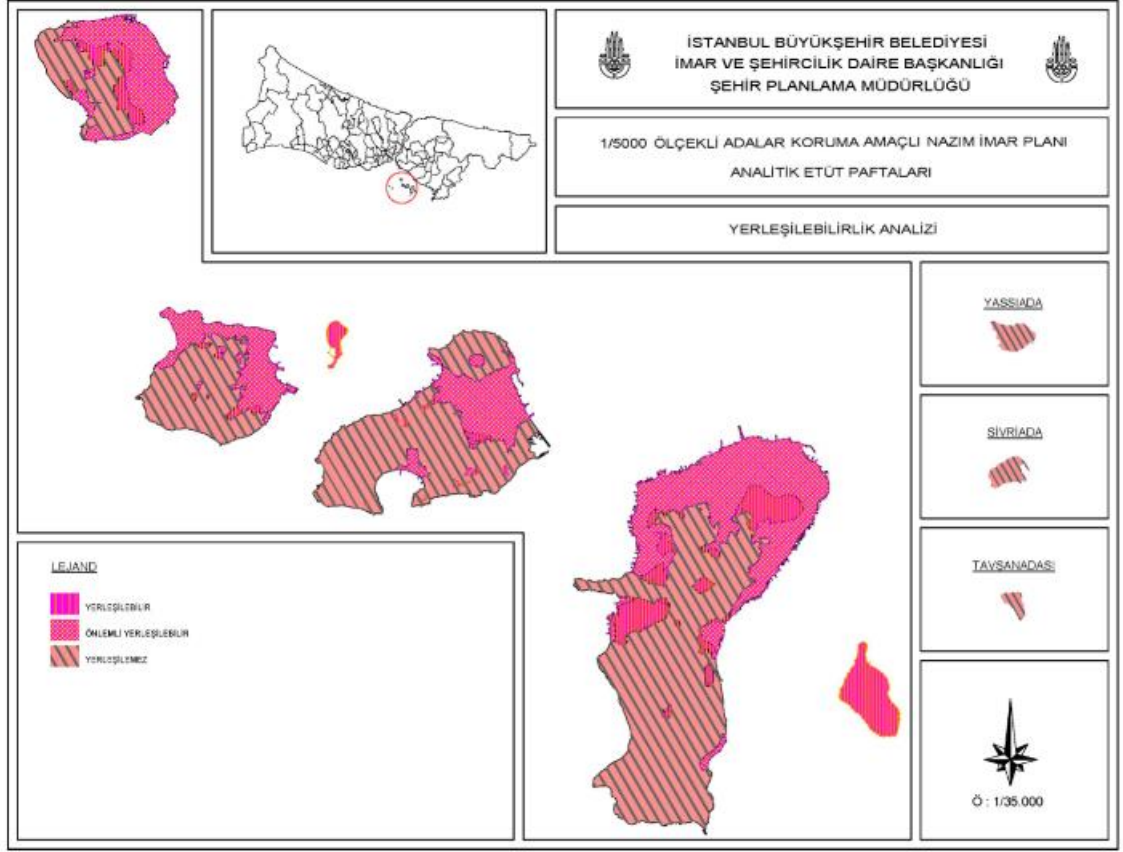 İSTANBUL BÜYÜKŞEHİR BELEDİYESİ
İMAR VE ŞEHİRCİLİK DAİRE BAŞKANLIĞI
ŞEHİR PLANLAMA MÜDÜRLÜĞÜ
1/5000 ÖLÇEKLİ ADALAR KORUMA AMAÇLI NAZIM İMAR PLANI
ANALİTİK ETÜT PAFTALARI
YERLEŞİLEBİLİRLİK ANALİZİ
YASSIADA
SİVRİADA
TAVŞANADASI
Ö : 1/35.000
LEJAND
YERLEŞİLEBİLİR
ÖNLEMLİ YERLEŞİLEBİLİR
YERLEŞİLEMEZ